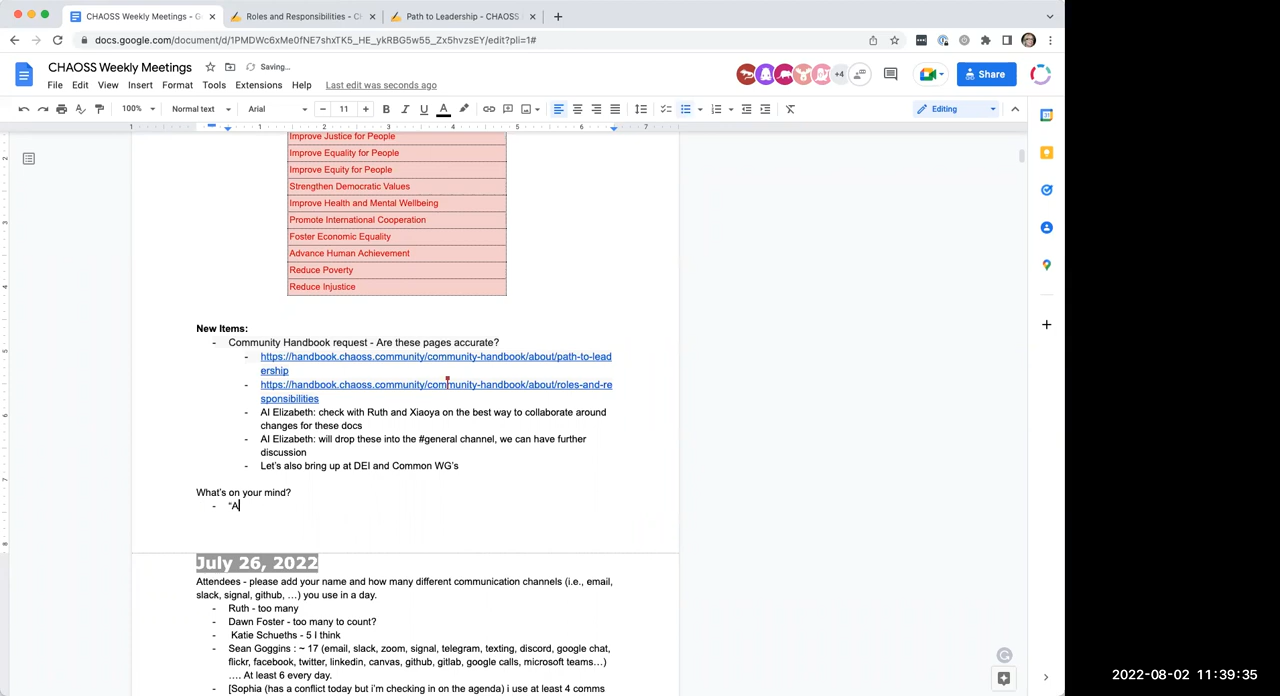 CHAOSS Weekly Meetings - G
Roles and Responsibilities - C
Path to Leadership - CHAOSS
docs.google.com/document/d/1PMDWc6xMe0fNE7shxTK5_HE_ykRBG5w55_Zx5hvzsEY/edit?pli=1#
CHAOSS Weekly Meetings
Saving...
File Edit View Insert Format Tools Extensions Help Last edit was seconds ago
+4
Share
100% Normal text Arial 11 Editing
Improve Justice for People
Improve Equality for People
Improve Equity for People
Strengthen Democratic Values
Improve Health and Mental Wellbeing
Promote International Cooperation
Foster Economic Equality
Advance Human Achievement
Reduce Poverty
Reduce Injustice
New Items:
- Community Handbook request - Are these pages accurate?
- https://handbook.chaoss.community/community-handbook/about/path-to-lead
ership
- https://handbook.chaoss.community/community-handbook/about/roles-and-re
sponsibilities
- AI Elizabeth: check with Ruth and Xiaoya on the best way to collaborate around
changes for these docs
- AI Elizabeth: will drop these into the #general channel, we can have further
discussion
- Let's also bring up at DEI and Common WG's
What's on your mind?
- "A
July 26, 2022
Attendees - please add your name and how many different communication channels (i.e., email,
slack, signal, github, …) you use in a day.
- Ruth - too many
- Dawn Foster - too many to count?
- Katie Schueths - 5 I think
- Sean Goggins : ~ 17 (email, slack, zoom, signal, telegram, texting, discord, google chat,
flickr, facebook, twitter, linkedin, canvas, github, gitlab, google calls, microsoft teams…)
…. At least 6 every day.
- [Sophia (has a conflict today but i'm checking in on the agenda) i use at least 4 comms
2022-08-02 11:39:35